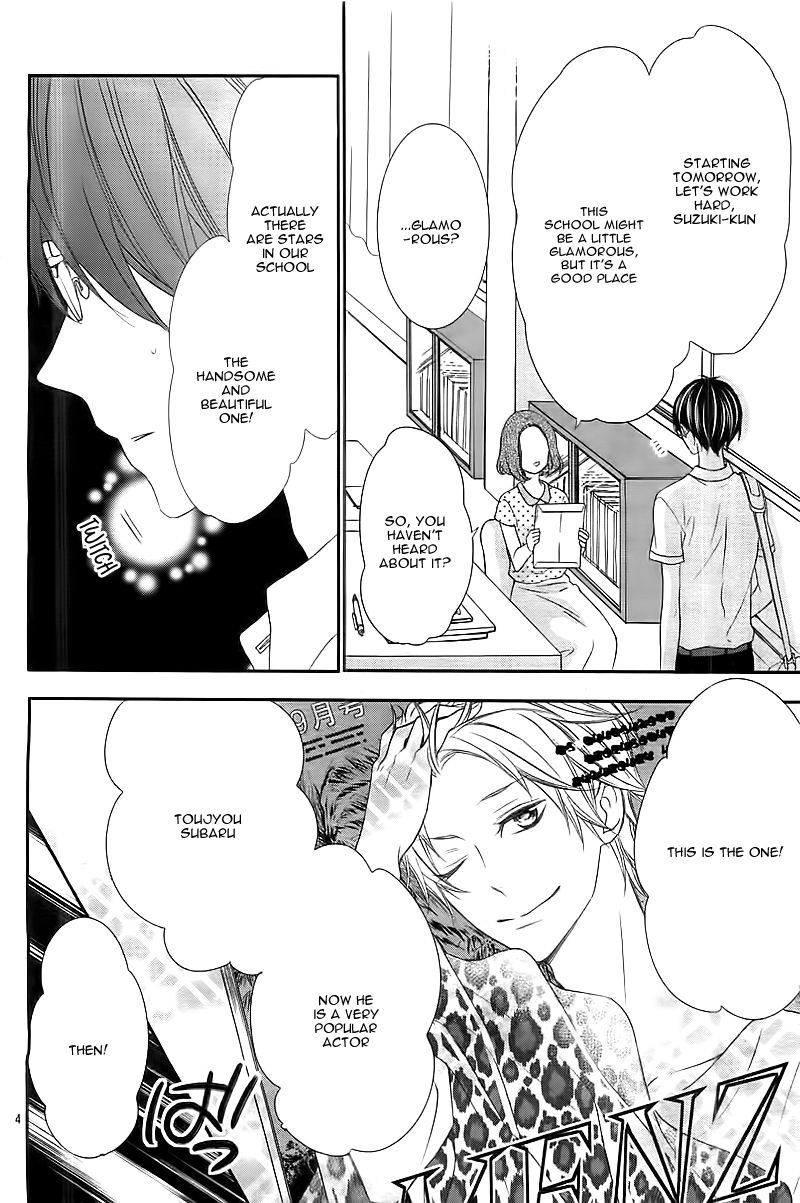 STARTING
TOMORROW,
LET'S WORK
HARD,
SUZUKI-KUN
THIS
SCHOOL MIGHT
BE A LITTLE
GLAMOROUS,
BUT IT'S A
GOOD PLACE
...GLAMO
-ROUS?
SO, YOU
HAVEN'T
HEARD
ABOUT IT?
ACTUALLY
THERE
ARE STARS
IN OUR
SCHOOL
THE
HANDSOME
AND
BEAUTIFUL
ONE!
TWITCH
THIS IS THE ONE!
9月号
TOUJYOU
SUBARU
NOW HE
IS A VERY
POPULAR
ACTOR
THEN!
ばっ
MENZ
4